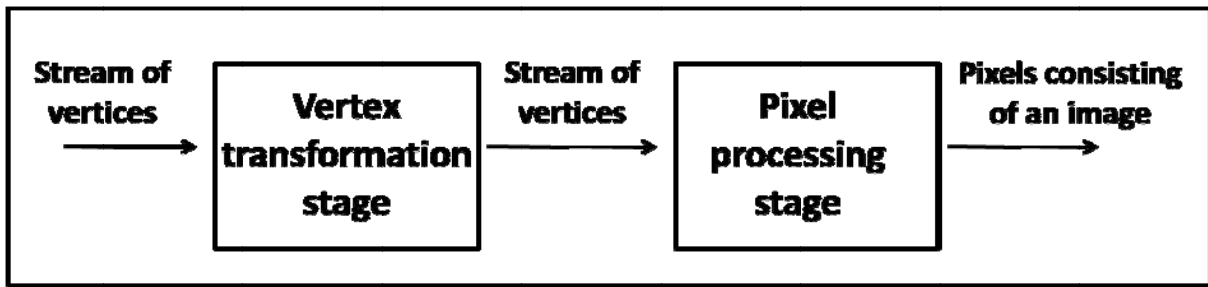 Stream of
vertices
Vertex
transformation
stage
Stream of
vertices
Pixel
processing
stage
Pixels consisting
of an image